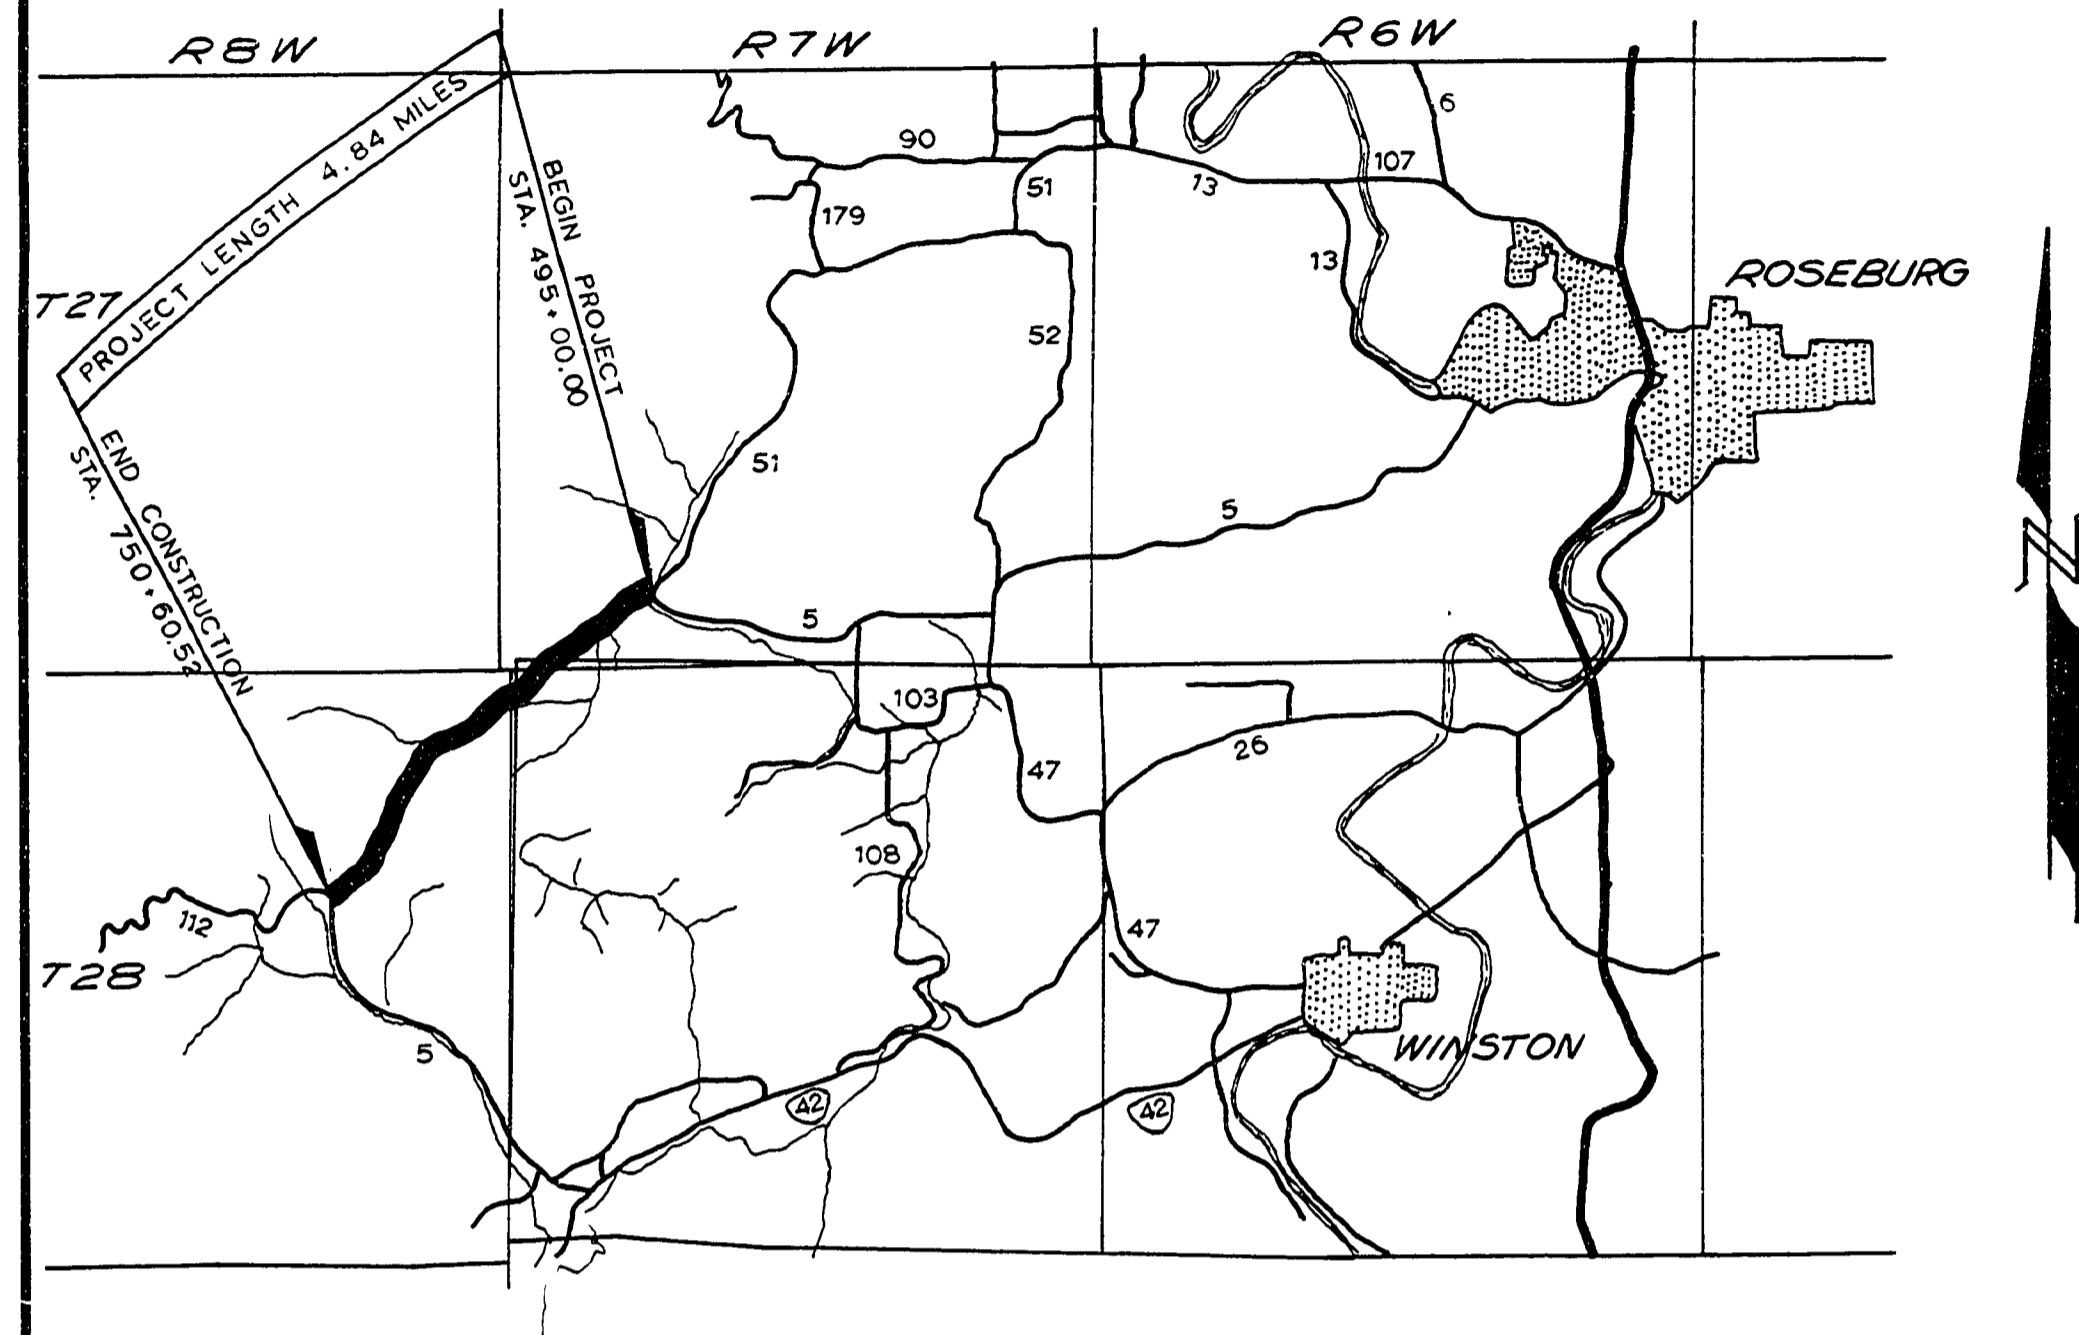 R8W
R7W
R6W
PROJECT LENGTH 4.84 MILES
BEGIN PROJECT
STA. 495+00.00
90
6
107
51
13
179
13
T27
ROSEBURG
52
51
5
END CONSTRUCTION
STA. 750+60.52
5
103
47
26
108
112
47
T28
5
WINSTON
42
42
N